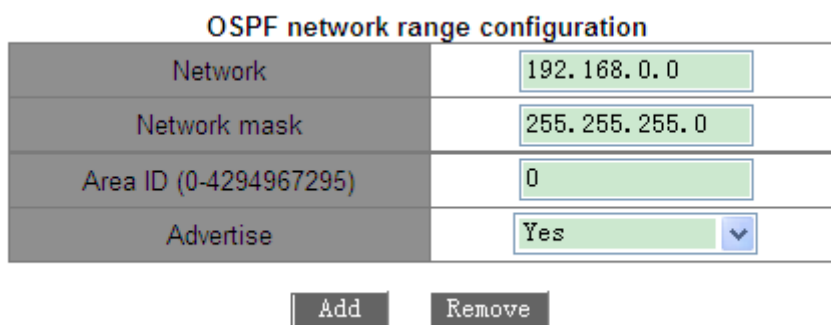 OSPF network range configuration
Network 192.168.0.0
Network mask 255.255.255.0
Area ID (0-4294967295) 0
Advertise Yes
Add Remove